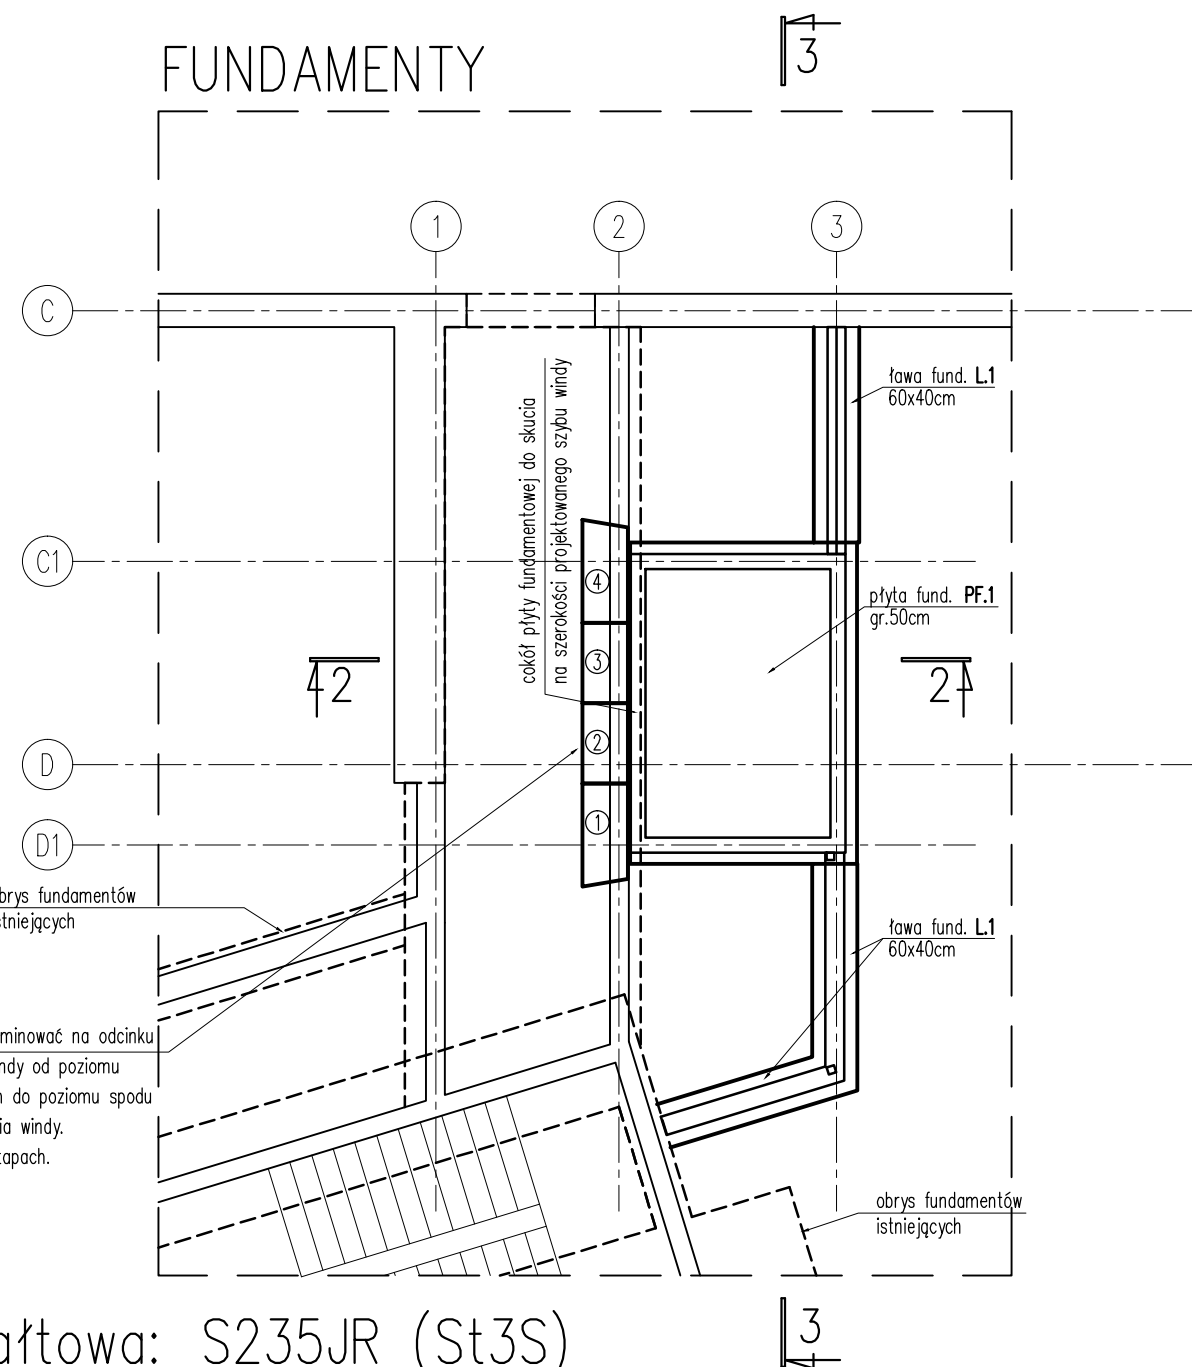 3
FUNDAMENTY
1
2
3
C
ława fund. L.1
60x40cm
cokół płyty fundamentowej do skucia
na szerokości projektowanego szybu windy
C1
4
płyta fund. PF.1
gr.50cm
3
2
2
D
2
1
D1
brys fundamentów
stniejących
ława fund. L.1
60x40cm
minować na odcinku
ndy od poziomu
do poziomu spodu
ia windy.
apach.
obrys fundamentów
istniejących
ałtowa: S235JR (St3S)
3